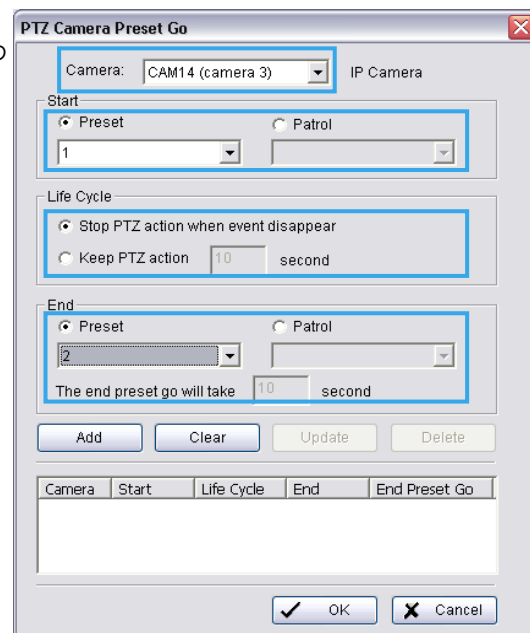 PTZ Camera Preset Go
Camera: CAM14 (camera 3) IP Camera
Start
Preset Patrol
1
Life Cycle
Stop PTZ action when event disappear
Keep PTZ action 10 second
End
Preset Patrol
2
The end preset go will take 10 second
Add Clear Update Delete
Camera Start Life Cycle End End Preset Go
OK Cancel